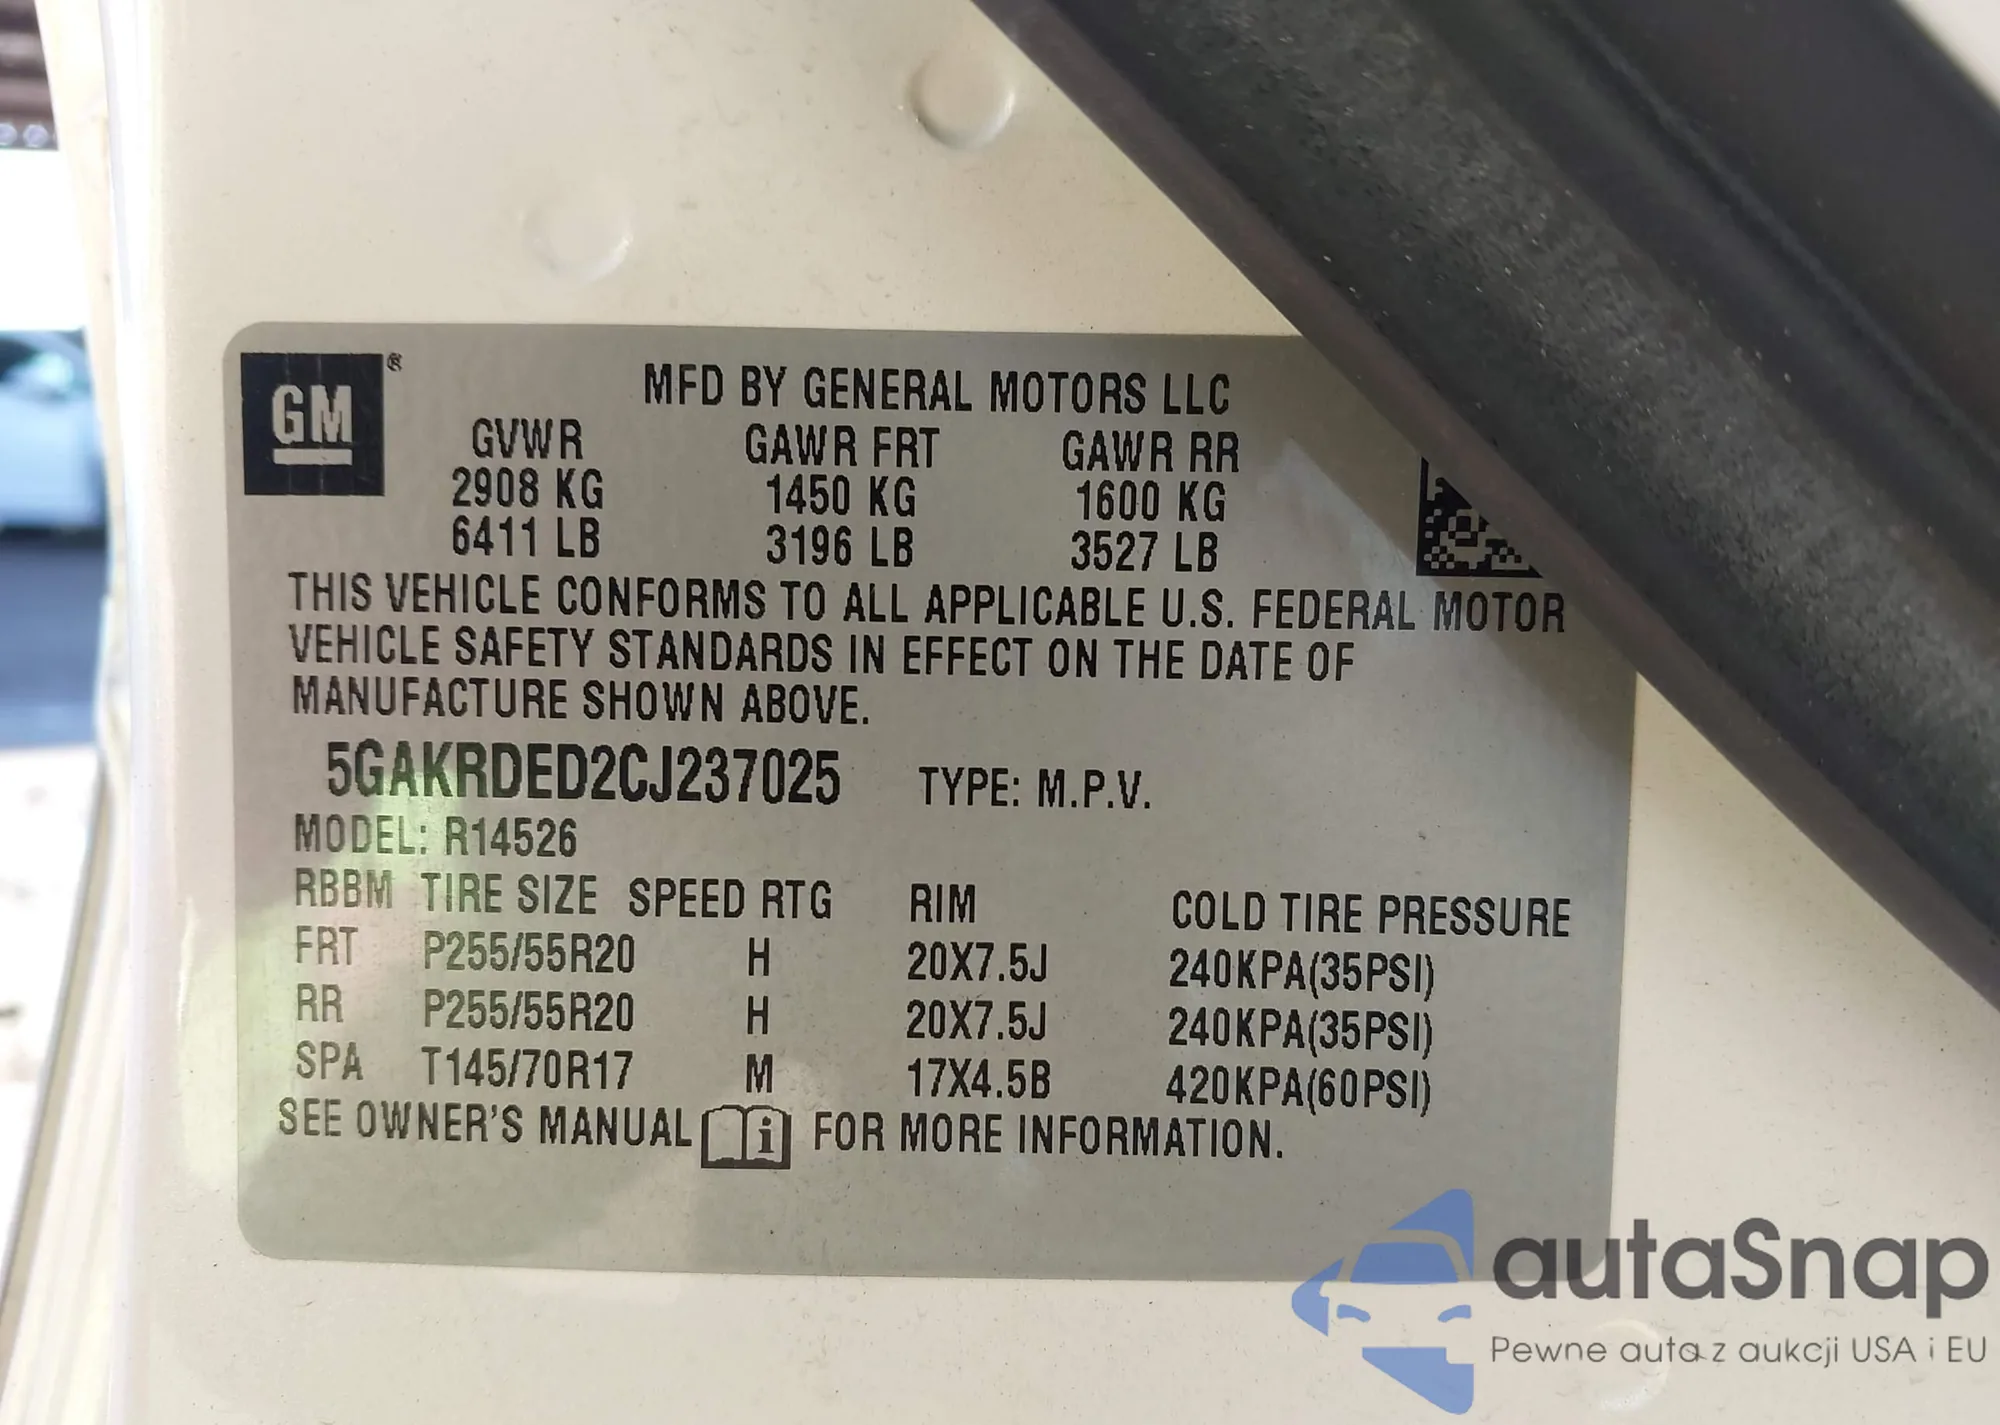 GM ®
MFD BY GENERAL MOTORS LLC
GVWR GAWR FRT GAWR RR
2908 KG 1450 KG 1600 KG
6411 LB 3196 LB 3527 LB
THIS VEHICLE CONFORMS TO ALL APPLICABLE U.S. FEDERAL MOTOR
VEHICLE SAFETY STANDARDS IN EFFECT ON THE DATE OF
MANUFACTURE SHOWN ABOVE.
5GAKRDED2CJ237025 TYPE: M.P.V.
MODEL: R14526
RBBM TIRE SIZE SPEED RTG RIM COLD TIRE PRESSURE
FRT P255/55R20 H 20X7.5J 240KPA(35PSI)
RR P255/55R20 H 20X7.5J 240KPA(35PSI)
SPA T145/70R17 M 17X4.5B 420KPA(60PSI)
SEE OWNER'S MANUAL i FOR MORE INFORMATION.
autaSnap
Pewne auta z aukcji USA i EU